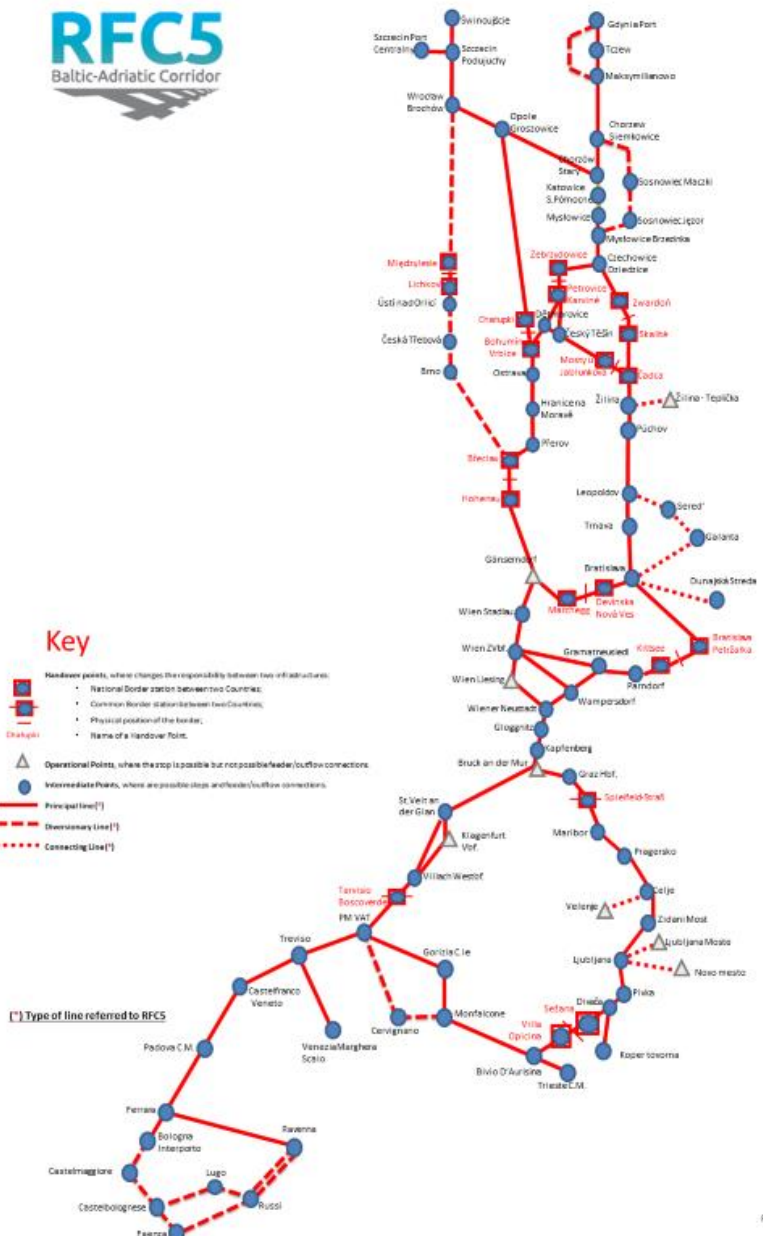 RFC5
Baltic-Adriatic Corridor
Świnoujście
Szczecin Port
Centralny
Szczecin
Podujuchy
Gdynia Port
Tczew
Maksymilianowo
Wrocław
Brochów
Opole
Groszowice
Chorzew
Siemkowice
Chorzów
Stary
Katowice
Sosnowiec Maczki
Mysłowice
Sosnowiec Jęzor
Mysłowice Brzezinka
Międzylesie
Zebrzydowice
Czechowice
Dziedzice
Lichkov
Petrovice
Karviné
Zwardoń
Ústí nad Orlicí
Chałupki
Český Těšín
Skalité
Česká Třebová
Bohumín
Vrbice
Mosty u
Jablunkova
Čadca
Brno
Ostrava
Žilina
Žilina - Teplička
Hranice na
Moravě
Púchov
Přerov
Břeclav
Hohenau
Leopoldov
Sereď
Trnava
Galanta
Gänserndorf
Bratislava
Dunajská Streda
Marchegg
Devínska
Nová Ves
Wien Stadlau
Bratislava
Petržalka
Wien ZVbf.
Gramatneusiedl
Kittsee
Wien Liesing
Parndorf
Wampersdorf
Wiener Neustadt
Gloggnitz
Kapfenberg
Bruck an der Mur
Graz Hbf.
Spielfeld-Straß
St. Veit an
der Glan
Maribor
Klagenfurt
Pragersko
Villach Westbf.
Celje
Tarvisio
Boscoverde
Velenje
Zidani Most
PM VAT
Treviso
Gorizia C.le
Ljubljana Moste
Ljubljana
Novo mesto
Castelfranco
Veneto
Pivka
Divača
Sežana
Cervignano
Monfalcone
Villa
Opicina
Venezia Marghera
Scalo
Koper tovorna
Padova C.M.
Bivio D'Aurisina
Trieste C.M.
Ferrara
Bologna
Interporto
Ravenna
Castelmaggiore
Lugo
Castelbolognese
Russi
Faenza
Key
Handover points, where changes the responsibility between two infrastructures:
• National Border station between two Countries;
• Common Border station between two Countries;
• Physical position of the border;
Chałupki • Name of a Handover Point.
Operational Points, where the stop is possible but not possible feeder/outflow connections.
Intermediate Points, where are possible stops and feeder/outflow connections.
Principal line(*)
Diversionary Line(*)
Connecting Line(*)
(*) Type of line referred to RFC5